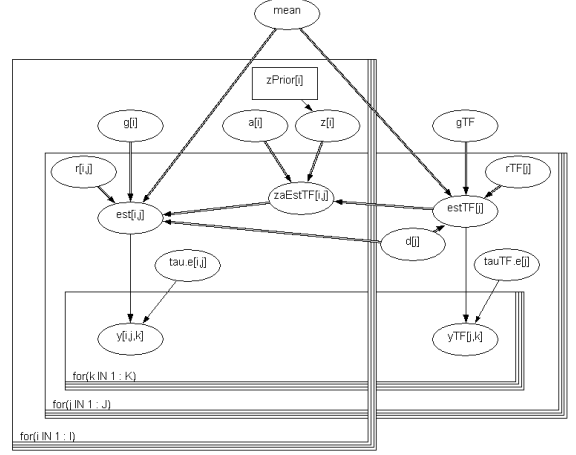 mean
zPrior[i]
g[i]
a[i]
z[i]
gTF
r[i,j]
rTF[j]
zaEstTF[i,j]
est[i,j]
estTF[j]
d[j]
tau.e[i,j]
tauTF.e[j]
y[i,j,k]
yTF[j,k]
for(k IN 1 : K)
for(j IN 1 : J)
for(i IN 1 : I)